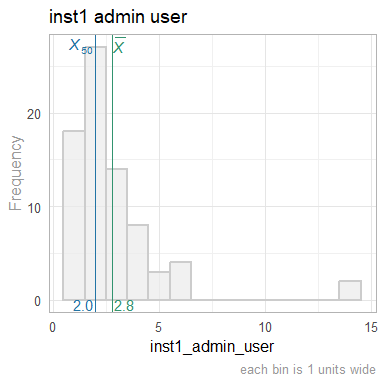 inst1 admin user
X₅₀ X̄
Frequency
20
10
0
2.0 2.8
0 5 10 15
inst1_admin_user
each bin is 1 units wide